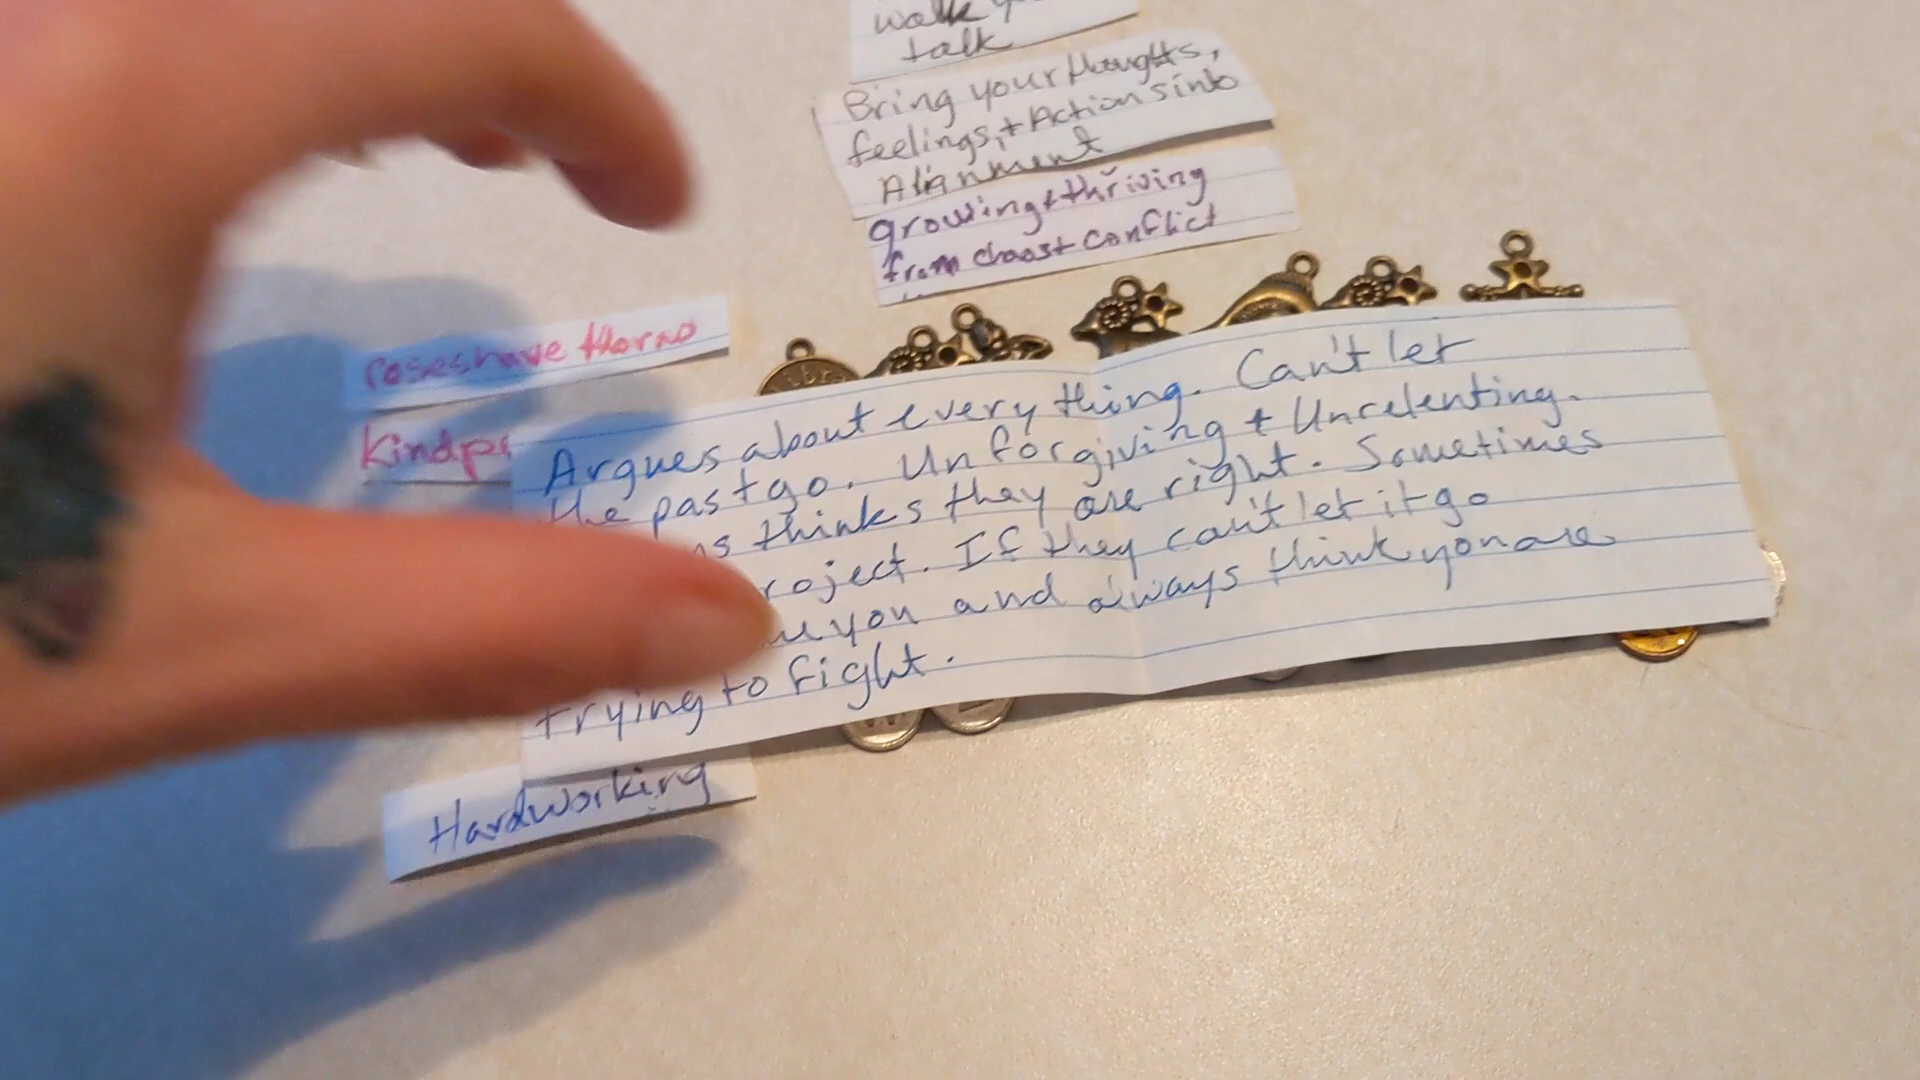 walk
talk
Bring your thoughts,
feelings, + Actions into
Alignment
growing + thriving
from chaos + conflict
roses have thorns
Kind
Argues about everything. Can't let
the past go. Unforgiving + Unrelenting.
thinks they are right. Sometimes
roject. If they can't let it go
you and always think you are
trying to fight.
Hardworking